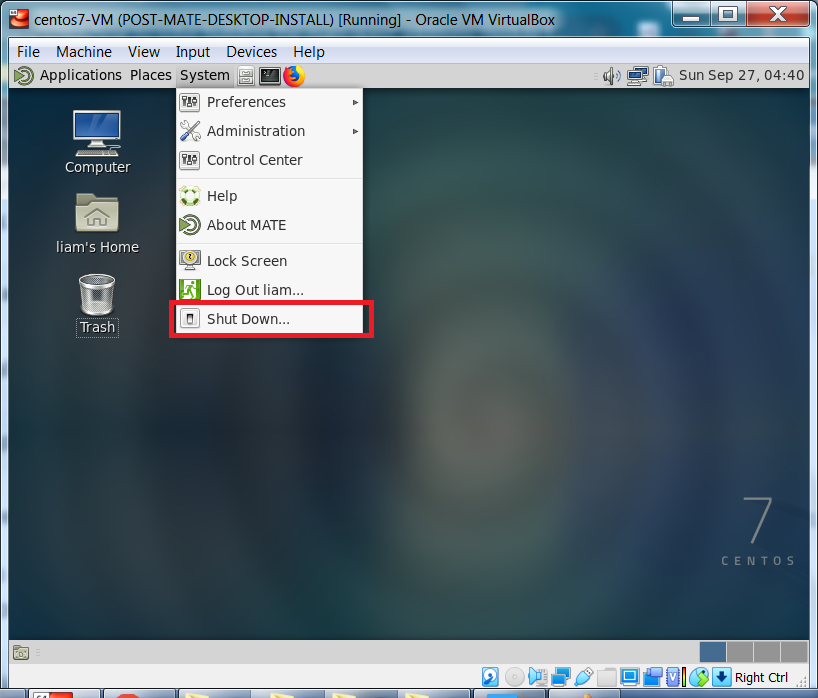 centos7-VM (POST-MATE-DESKTOP-INSTALL) [Running] - Oracle VM VirtualBox
File Machine View Input Devices Help
Applications Places System Sun Sep 27, 04:40
Preferences
Administration
Control Center
Help
About MATE
Lock Screen
Log Out liam...
Shut Down...
Computer
liam's Home
Trash
7
CENTOS
Right Ctrl